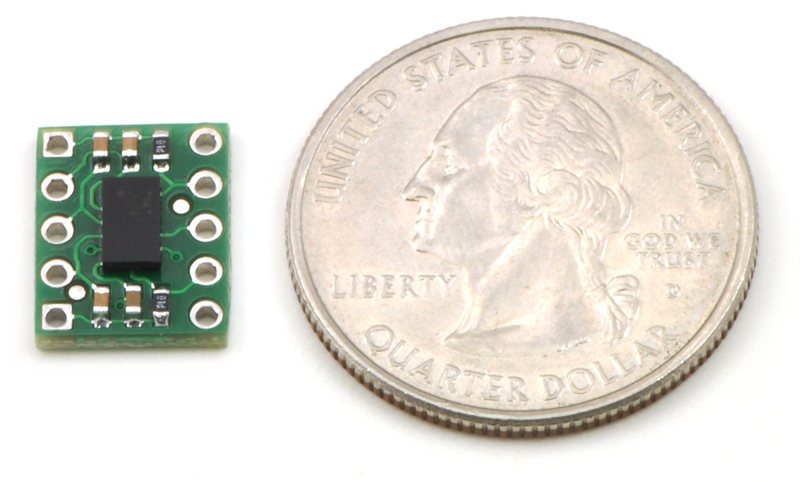 UNITED STATES OF AMERICA
LIBERTY
IN
GOD WE
TRUST
D
QUARTER DOLLAR